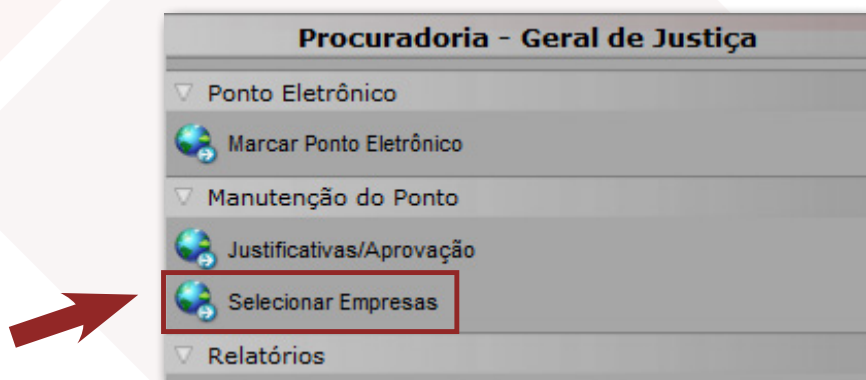 Procuradoria - Geral de Justiça
Ponto Eletrônico
Marcar Ponto Eletrônico
Manutenção do Ponto
Justificativas/Aprovação
Selecionar Empresas
Relatórios